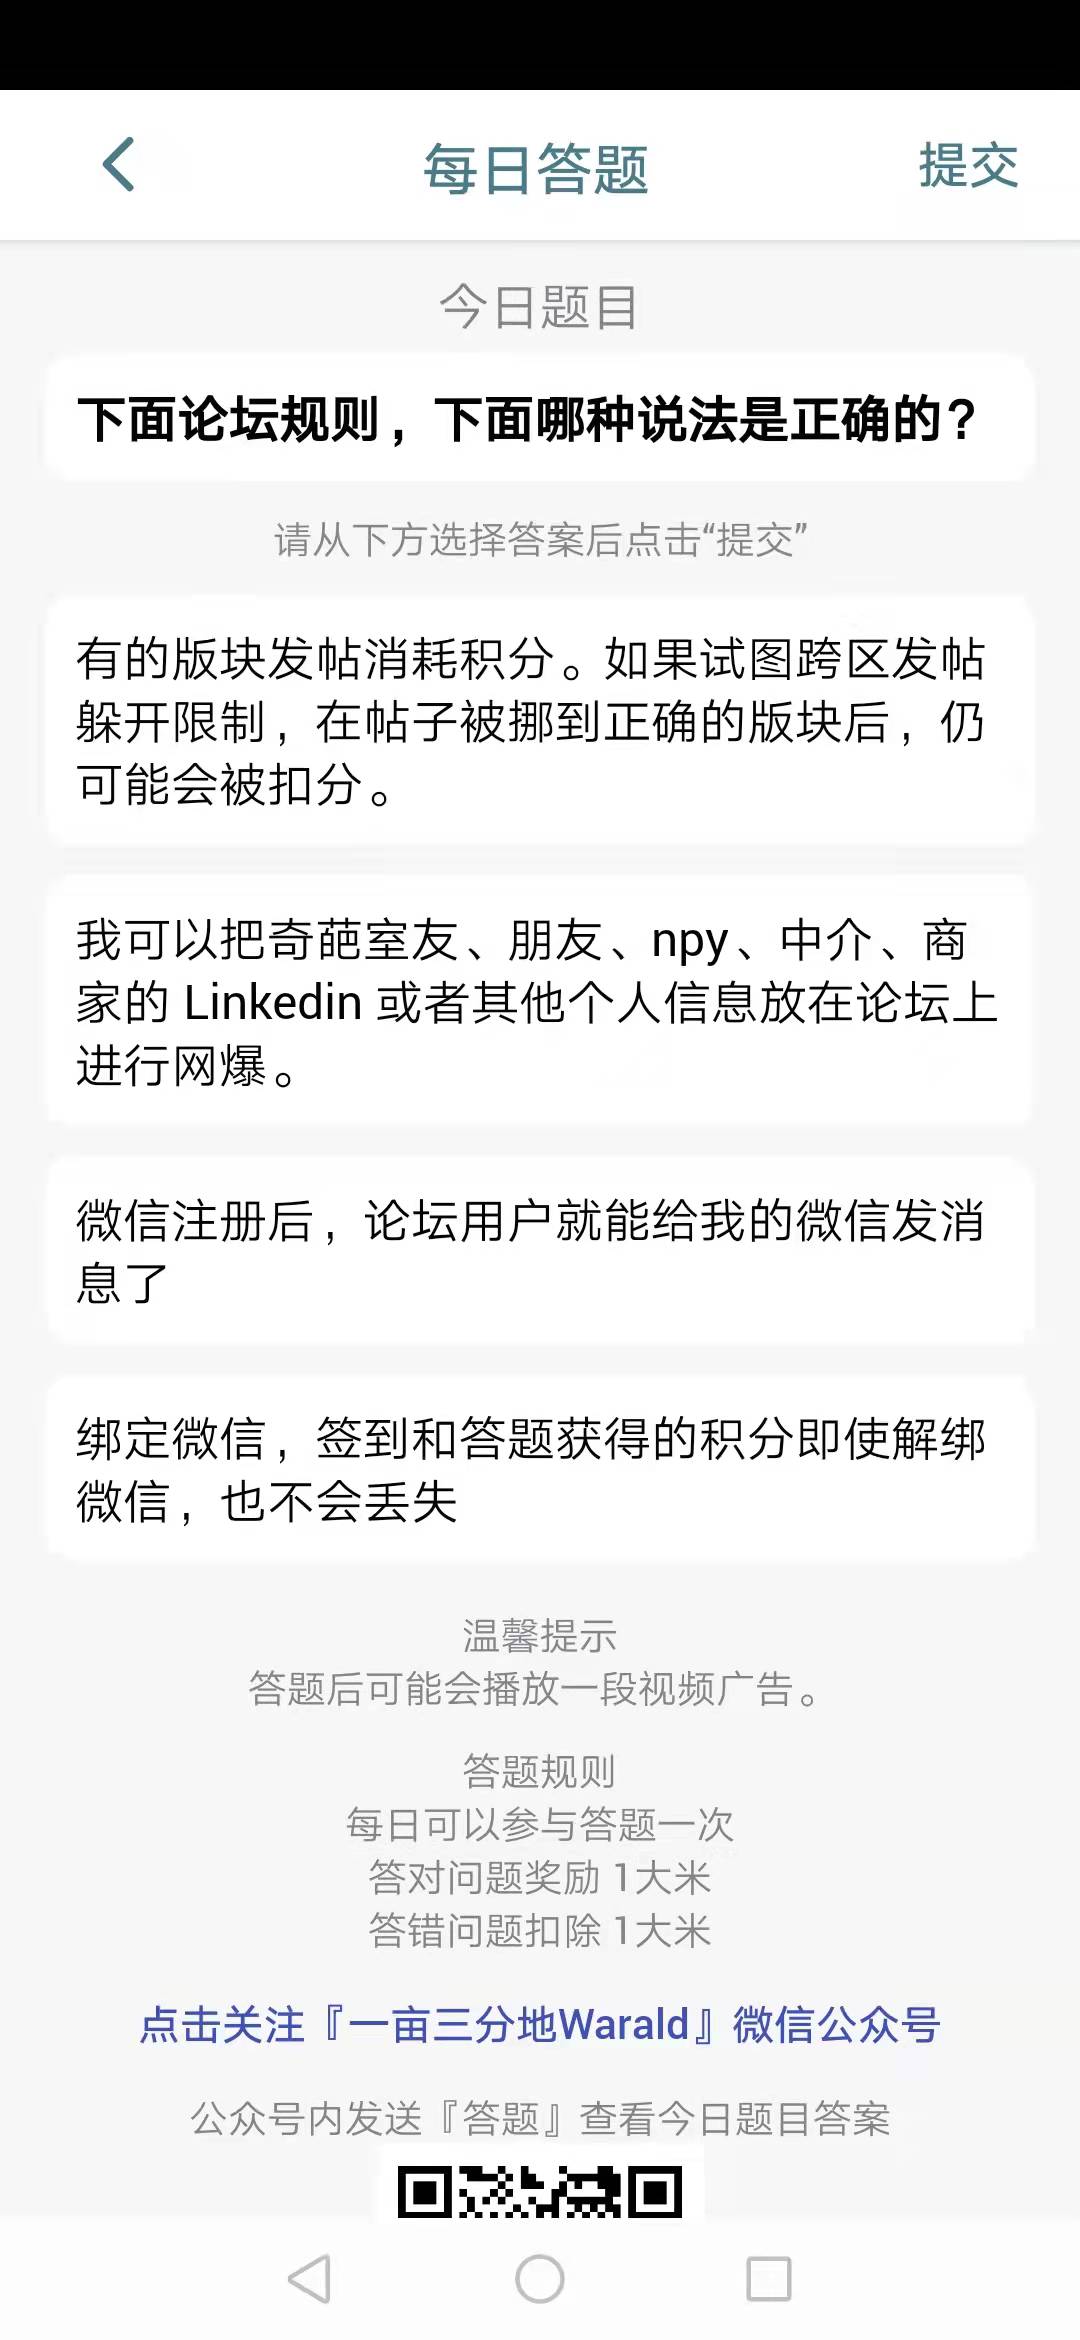 每日答题
提交
今日题目
下面论坛规则，下面哪种说法是正确的？
请从下方选择答案后点击“提交”
有的版块发帖消耗积分。如果试图跨区发帖
躲开限制，在帖子被挪到正确的版块后，仍
可能会被扣分。
我可以把奇葩室友、朋友、npy、中介、商
家的 Linkedin 或者其他个人信息放在论坛上
进行网爆。
微信注册后，论坛用户就能给我的微信发消
息了
绑定微信，签到和答题获得的积分即使解绑
微信，也不会丢失
温馨提示
答题后可能会播放一段视频广告。
答题规则
每日可以参与答题一次
答对问题奖励 1大米
答错问题扣除 1大米
点击关注『一亩三分地Warald』微信公众号
公众号内发送『答题』查看今日题目答案